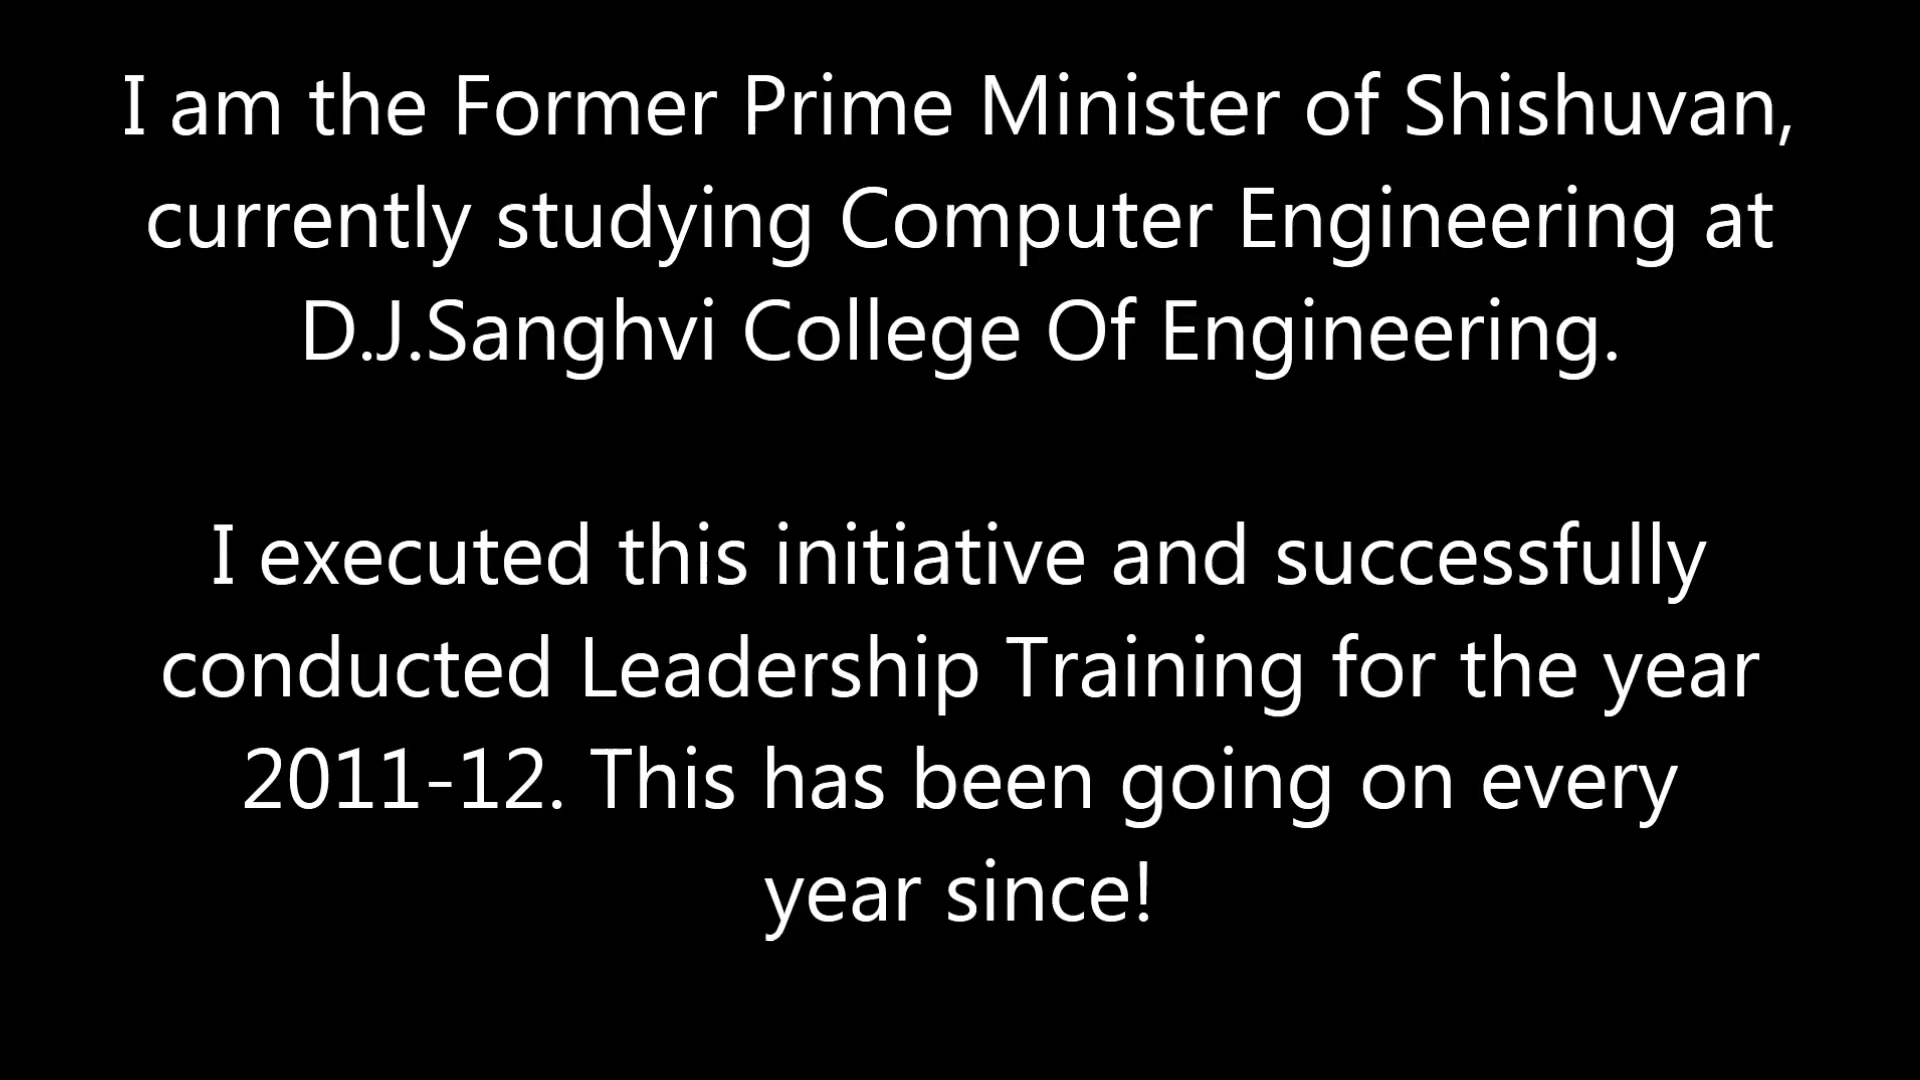 I am the Former Prime Minister of Shishuvan,
currently studying Computer Engineering at
D.J.Sanghvi College Of Engineering.
I executed this initiative and successfully
conducted Leadership Training for the year
2011-12. This has been going on every
year since!